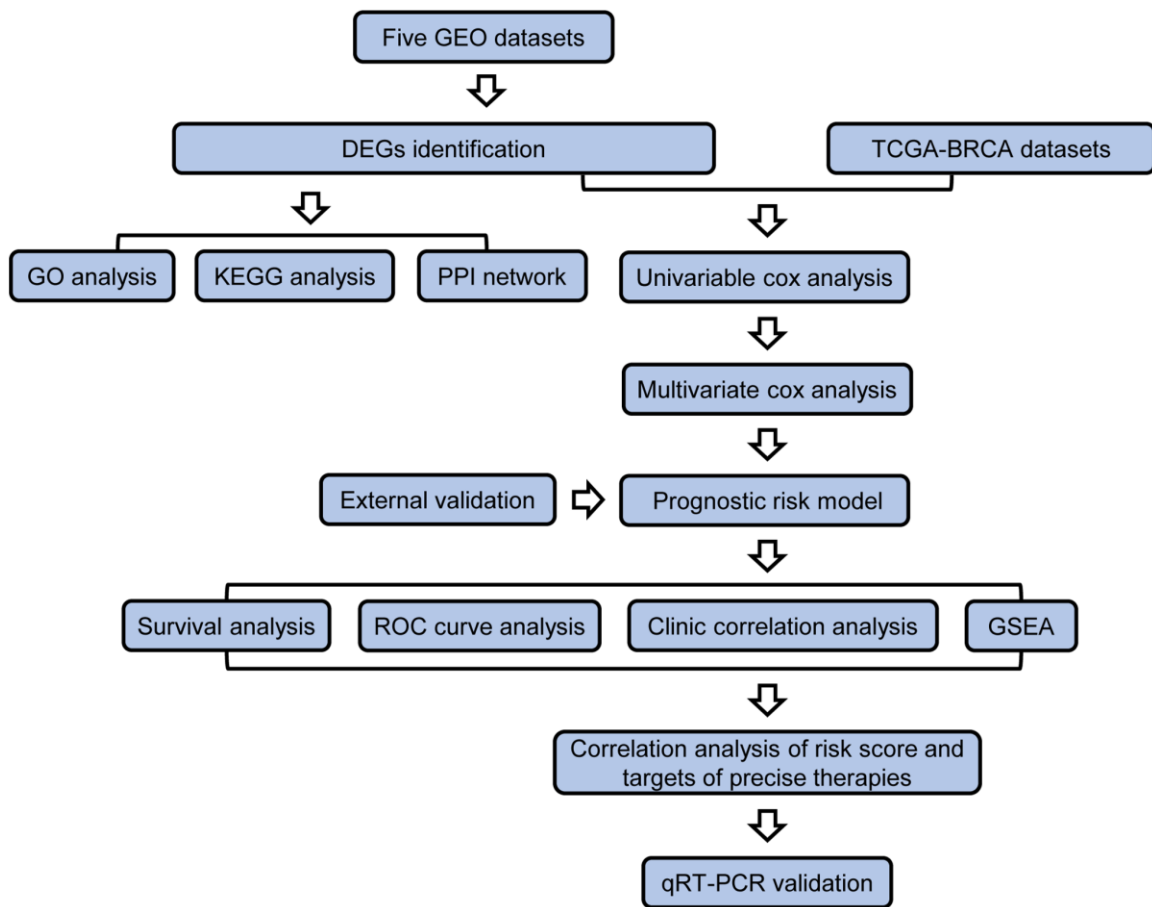 Five GEO datasets
DEGs identification
TCGA-BRCA datasets
GO analysis
KEGG analysis
PPI network
Univariable cox analysis
Multivariate cox analysis
External validation
Prognostic risk model
Survival analysis
ROC curve analysis
Clinic correlation analysis
GSEA
Correlation analysis of risk score and
targets of precise therapies
qRT-PCR validation